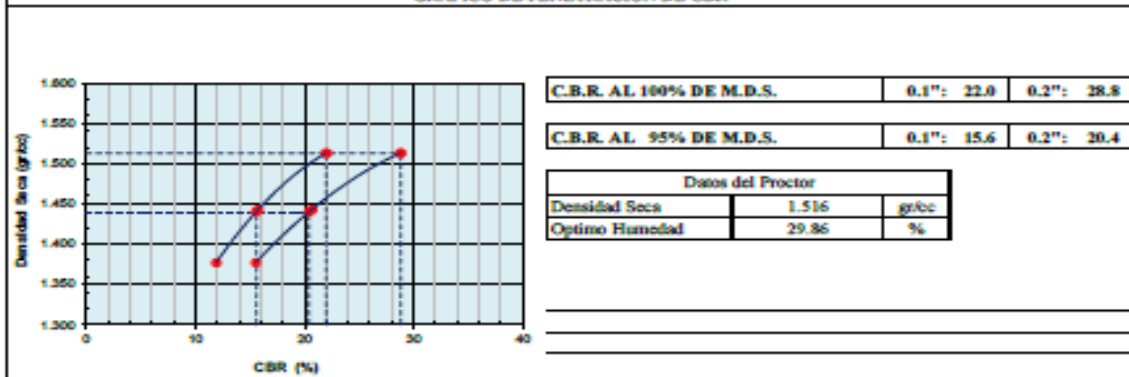 1.600
1.550
1.500
1.450
1.400
1.350
1.300
Densidad Seca (gr/cc)
0 10 20 30 40
CBR (%)
C.B.R. AL 100% DE M.D.S. 0.1": 22.0 0.2": 28.8
C.B.R. AL 95% DE M.D.S. 0.1": 15.6 0.2": 20.4
Datos del Proctor
Densidad Seca 1.516 gr/cc
Optimo Humedad 29.86 %